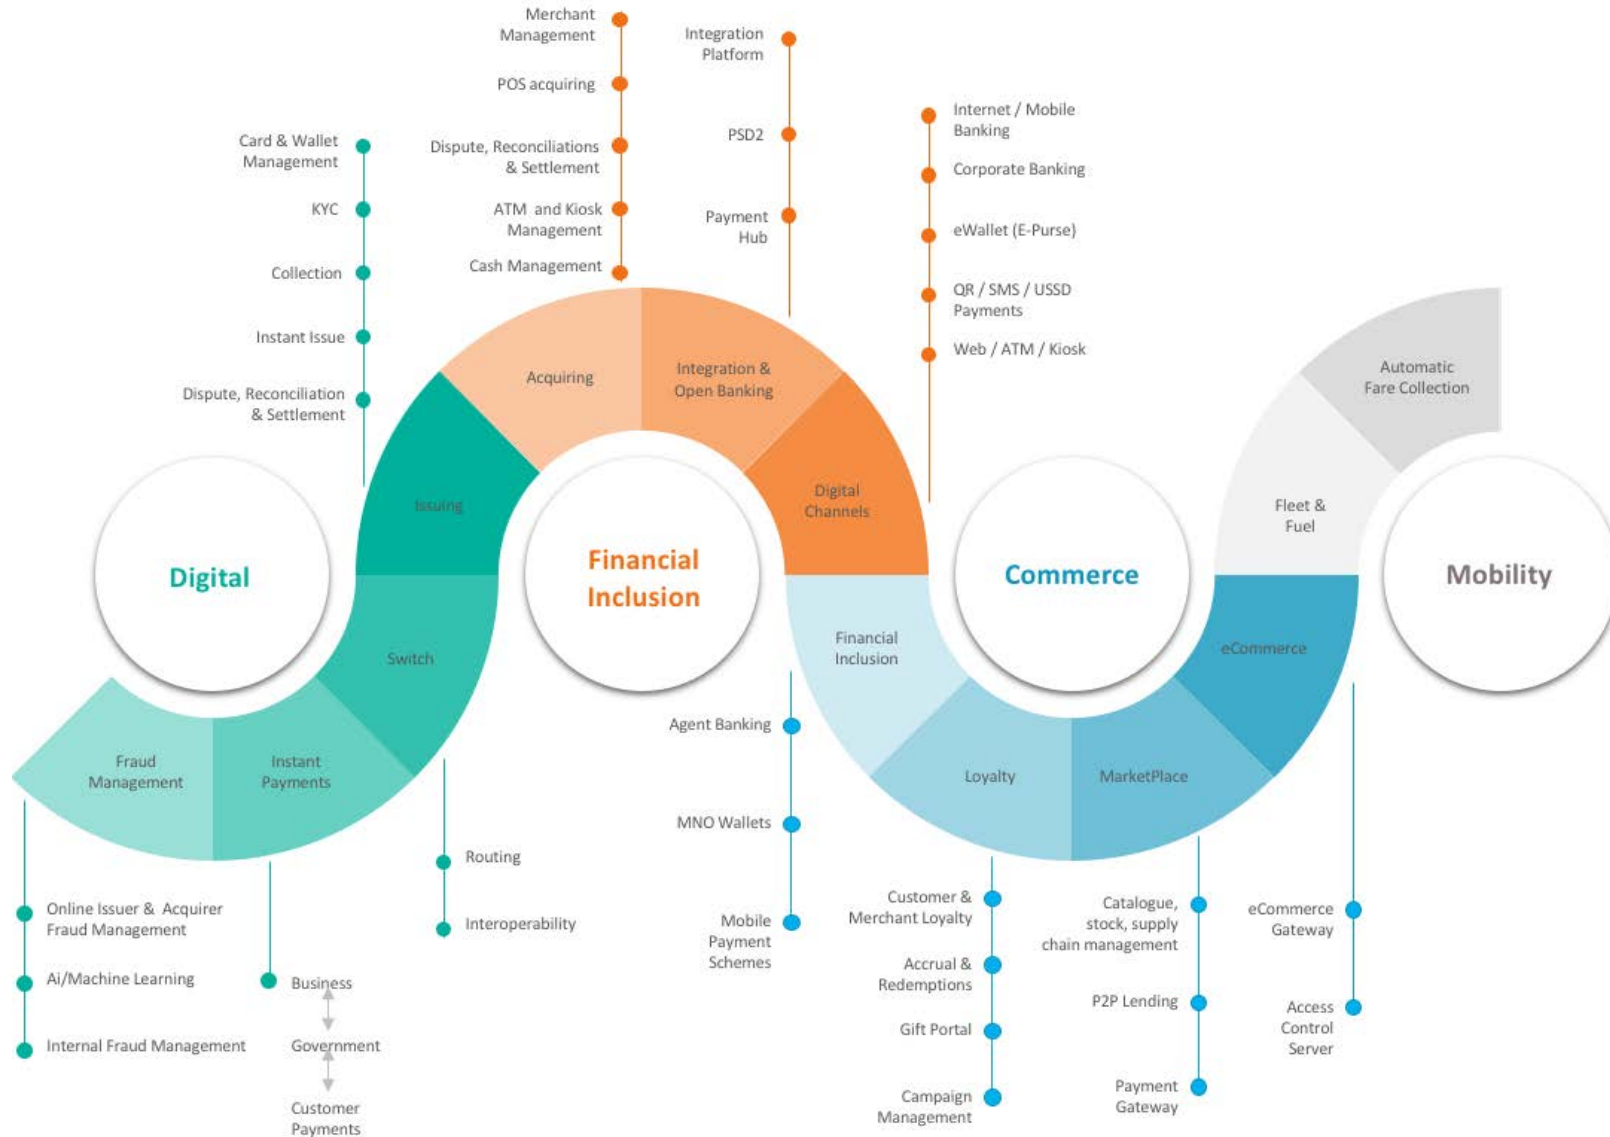 Merchant
Management
POS acquiring
Dispute, Reconciliations
& Settlement
ATM  and Kiosk
Management
Cash Management
Integration
Platform
PSD2
Payment
Hub
Internet / Mobile
Banking
Corporate Banking
eWallet (E-Purse)
QR / SMS / USSD
Payments
Web / ATM / Kiosk
Card & Wallet
Management
KYC
Collection
Instant Issue
Dispute, Reconciliation
& Settlement
Acquiring
Integration &
Open Banking
Digital
Channels
Issuing
Switch
Instant
Payments
Fraud
Management
Automatic
Fare Collection
Fleet &
Fuel
Digital
Financial
Inclusion
Commerce
Mobility
Financial
Inclusion
Loyalty
MarketPlace
eCommerce
Online Issuer &  Acquirer
Fraud Management
Ai/Machine Learning
Internal Fraud Management
Business
Government
Customer
Payments
Routing
Interoperability
Agent Banking
MNO Wallets
Mobile
Payment
Schemes
Customer &
Merchant Loyalty
Accrual &
Redemptions
Gift Portal
Campaign
Management
Catalogue,
stock, supply
chain management
P2P Lending
Payment
Gateway
eCommerce
Gateway
Access
Control
Server